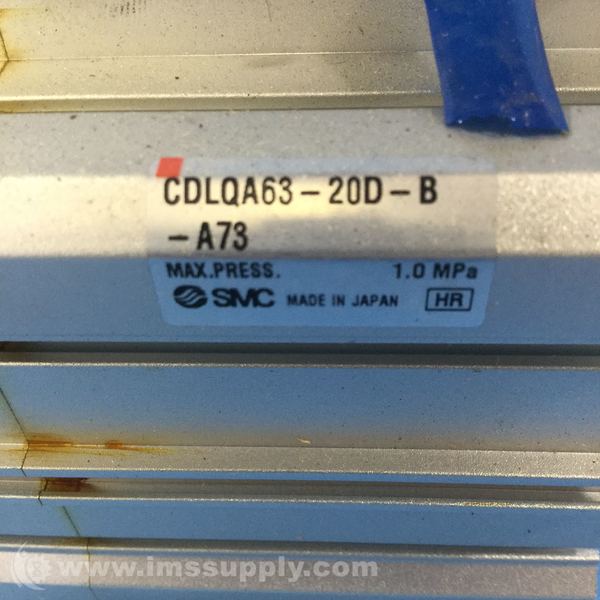 CDLQA63-20D-B
-A73
MAX.PRESS. 1.0 MPa
SMC MADE IN JAPAN HR
www.imssupply.com